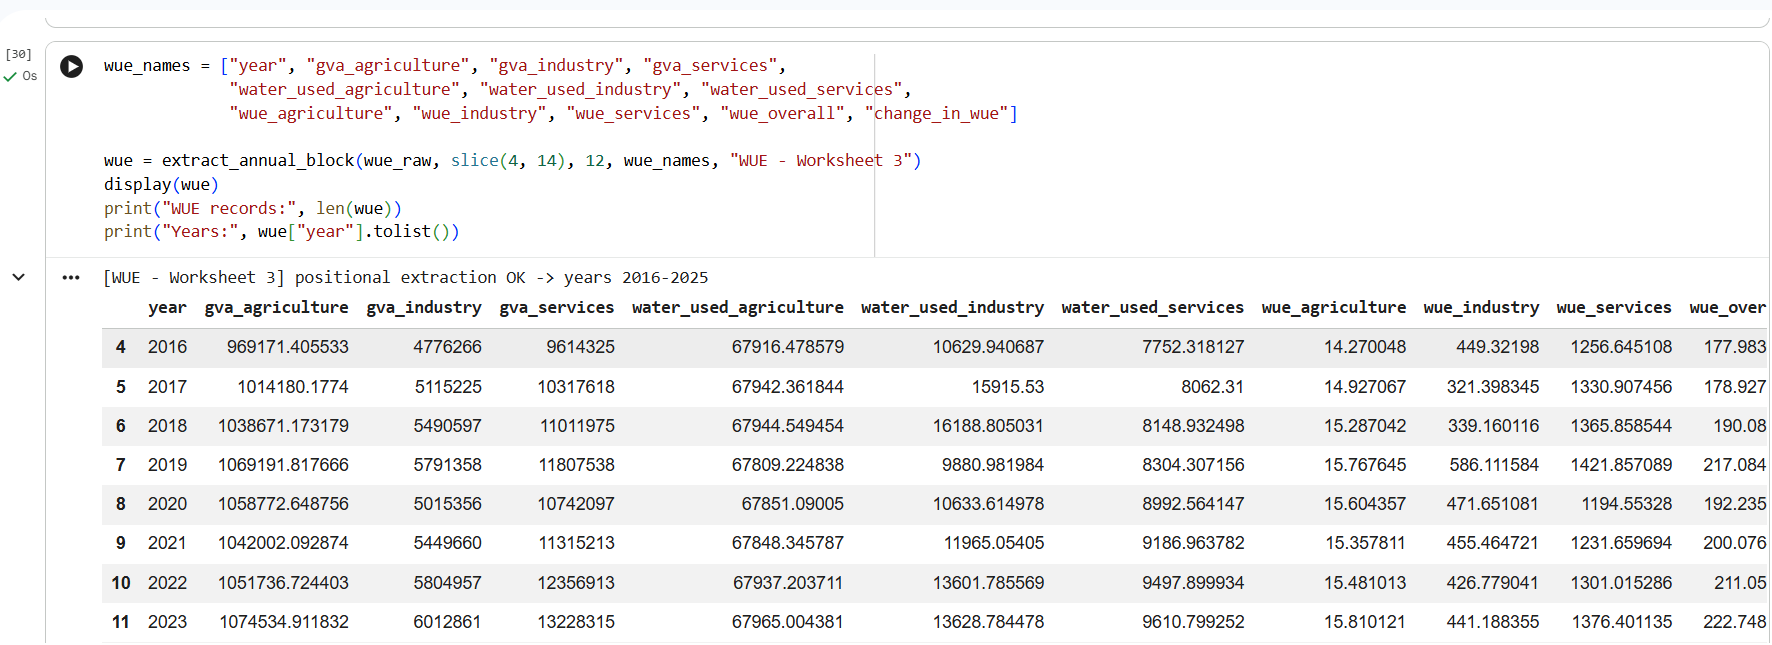 [30]
0s
wue_names = ["year", "gva_agriculture", "gva_industry", "gva_services",
"water_used_agriculture", "water_used_industry", "water_used_services",
"wue_agriculture", "wue_industry", "wue_services", "wue_overall", "change_in_wue"]
wue = extract_annual_block(wue_raw, slice(4, 14), 12, wue_names, "WUE - Worksheet 3")
display(wue)
print("WUE records:", len(wue))
print("Years:", wue["year"].tolist())
[WUE - Worksheet 3] positional extraction OK -> years 2016-2025
year gva_agriculture gva_industry gva_services water_used_agriculture water_used_industry water_used_services wue_agriculture wue_industry wue_services wue_over
4 2016 969171.405533 4776266 9614325 67916.478579 10629.940687 7752.318127 14.270048 449.32198 1256.645108 177.983
5 2017 1014180.1774 5115225 10317618 67942.361844 15915.53 8062.31 14.927067 321.398345 1330.907456 178.927
6 2018 1038671.173179 5490597 11011975 67944.549454 16188.805031 8148.932498 15.287042 339.160116 1365.858544 190.08
7 2019 1069191.817666 5791358 11807538 67809.224838 9880.981984 8304.307156 15.767645 586.111584 1421.857089 217.084
8 2020 1058772.648756 5015356 10742097 67851.09005 10633.614978 8992.564147 15.604357 471.651081 1194.55328 192.235
9 2021 1042002.092874 5449660 11315213 67848.345787 11965.05405 9186.963782 15.357811 455.464721 1231.659694 200.076
10 2022 1051736.724403 5804957 12356913 67937.203711 13601.785569 9497.899934 15.481013 426.779041 1301.015286 211.05
11 2023 1074534.911832 6012861 13228315 67965.004381 13628.784478 9610.799252 15.810121 441.188355 1376.401135 222.748